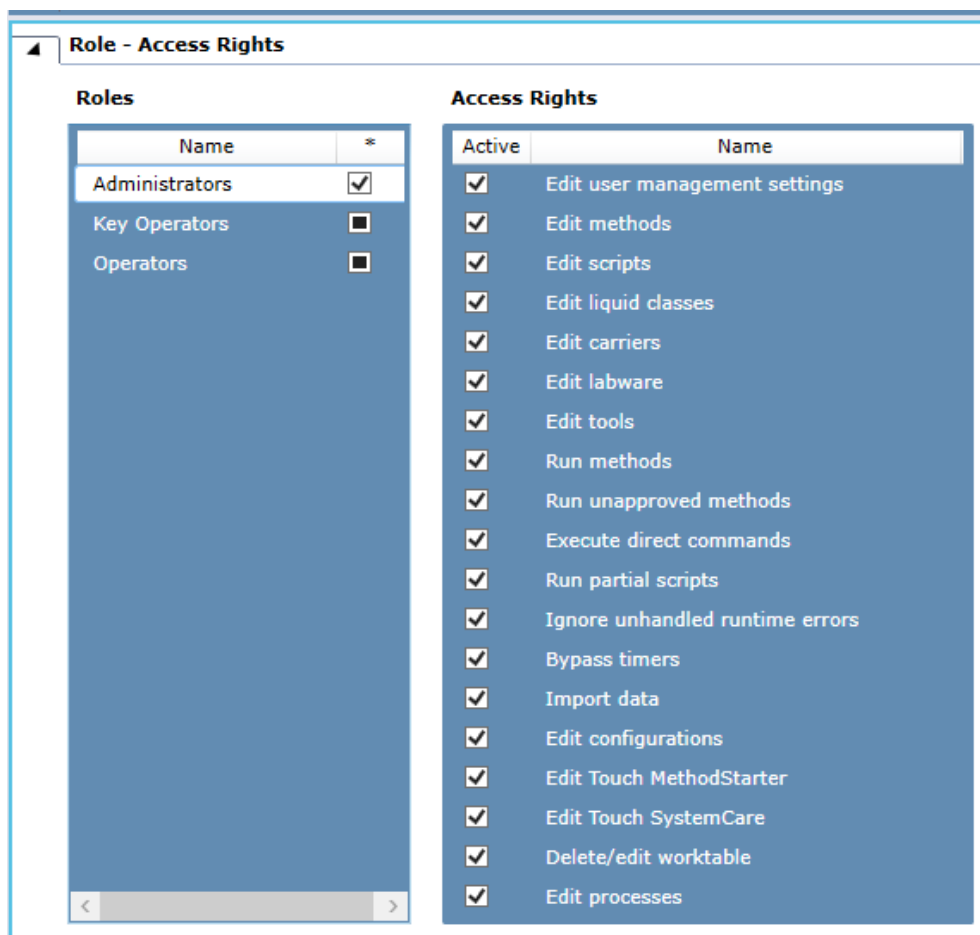 Role - Access Rights
Roles
Name *
Administrators
Key Operators
Operators
Access Rights
Active Name
Edit user management settings
Edit methods
Edit scripts
Edit liquid classes
Edit carriers
Edit labware
Edit tools
Run methods
Run unapproved methods
Execute direct commands
Run partial scripts
Ignore unhandled runtime errors
Bypass timers
Import data
Edit configurations
Edit Touch MethodStarter
Edit Touch SystemCare
Delete/edit worktable
Edit processes